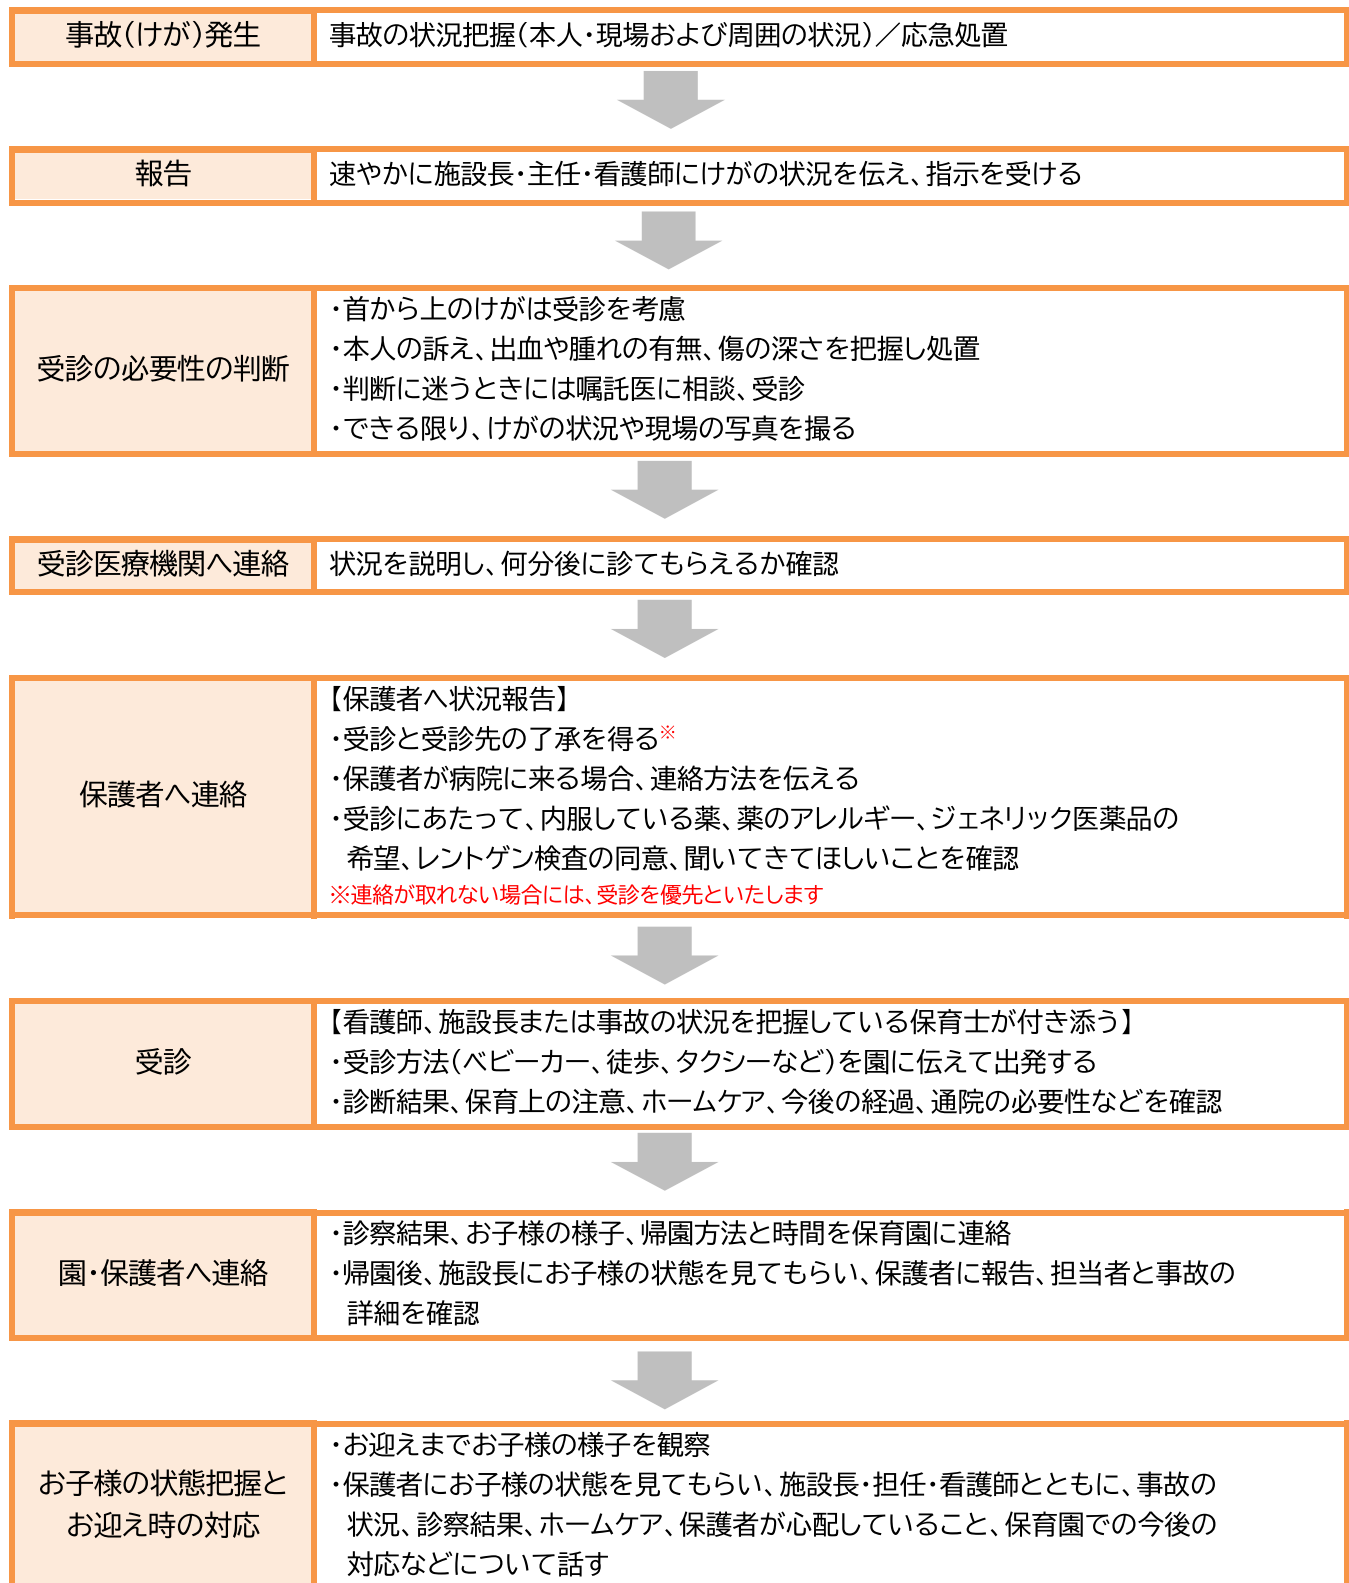 事故（けが）発生
事故の状況把握（本人・現場および周囲の状況）／応急処置
報告
速やかに施設長・主任・看護師にけがの状況を伝え、指示を受ける
受診の必要性の判断
・首から上のけがは受診を考慮
・本人の訴え、出血や腫れの有無、傷の深さを把握し処置
・判断に迷うときには嘱託医に相談、受診
・できる限り、けがの状況や現場の写真を撮る
受診医療機関へ連絡
状況を説明し、何分後に診てもらえるか確認
保護者へ連絡
【保護者へ状況報告】
・受診と受診先の了承を得る※
・保護者が病院に来る場合、連絡方法を伝える
・受診にあたって、内服している薬、薬のアレルギー、ジェネリック医薬品の
希望、レントゲン検査の同意、聞いてきてほしいことを確認
※連絡が取れない場合には、受診を優先といたします
受診
【看護師、施設長または事故の状況を把握している保育士が付き添う】
・受診方法（ベビーカー、徒歩、タクシーなど）を園に伝えて出発する
・診断結果、保育上の注意、ホームケア、今後の経過、通院の必要性などを確認
園・保護者へ連絡
・診察結果、お子様の様子、帰園方法と時間を保育園に連絡
・帰園後、施設長にお子様の状態を見てもらい、保護者に報告、担当者と事故の
詳細を確認
お子様の状態把握と
お迎え時の対応
・お迎えまでお子様の様子を観察
・保護者にお子様の状態を見てもらい、施設長・担任・看護師とともに、事故の
状況、診察結果、ホームケア、保護者が心配していること、保育園での今後の
対応などについて話す